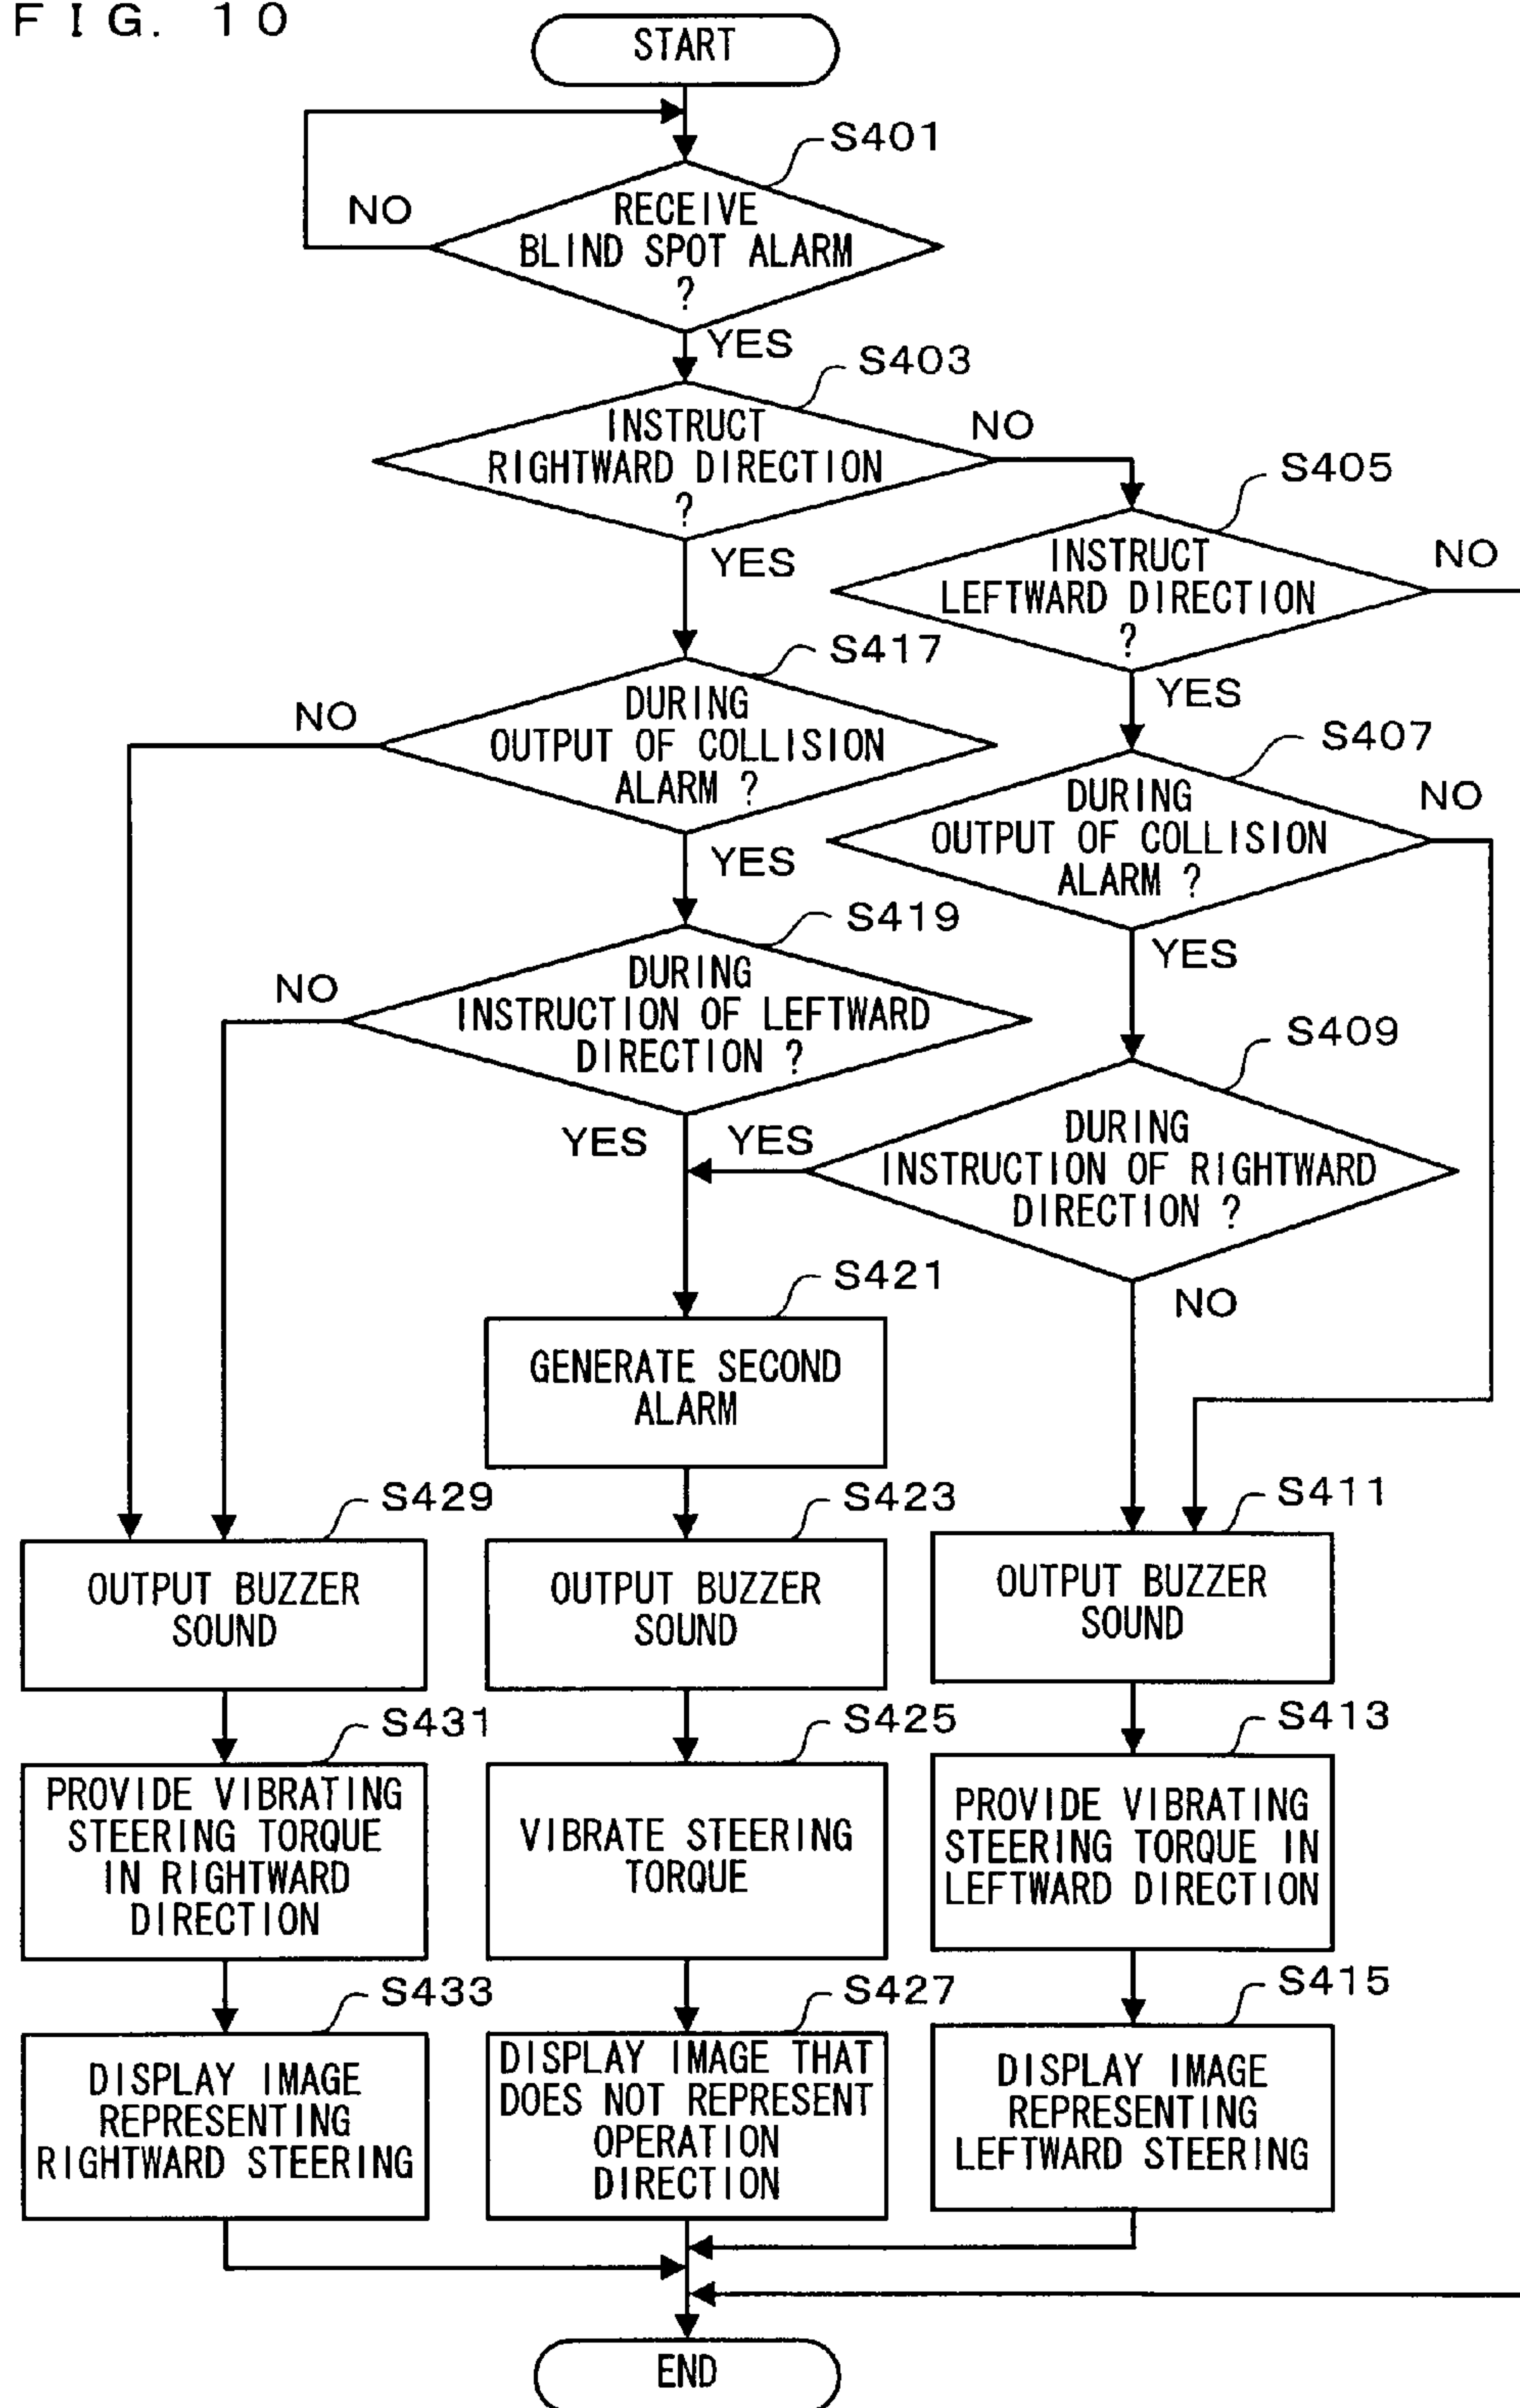 FIG. 10
START
S401
NO
RECEIVE
BLIND SPOT ALARM
?
YES
S403
INSTRUCT
RIGHTWARD DIRECTION
?
NO
S405
YES
INSTRUCT
LEFTWARD DIRECTION
?
NO
S417
YES
NO
DURING
OUTPUT OF COLLISION
ALARM ?
S407
DURING
OUTPUT OF COLLISION
ALARM ?
NO
YES
S419
YES
NO
DURING
INSTRUCTION OF LEFTWARD
DIRECTION ?
S409
YES
YES
DURING
INSTRUCTION OF RIGHTWARD
DIRECTION ?
S421
NO
GENERATE SECOND
ALARM
S429
S423
S411
OUTPUT BUZZER
SOUND
OUTPUT BUZZER
SOUND
OUTPUT BUZZER
SOUND
S431
S425
S413
PROVIDE VIBRATING
STEERING TORQUE
IN RIGHTWARD
DIRECTION
VIBRATE STEERING
TORQUE
PROVIDE VIBRATING
STEERING TORQUE IN
LEFTWARD DIRECTION
S433
S427
S415
DISPLAY IMAGE
REPRESENTING
RIGHTWARD STEERING
DISPLAY IMAGE THAT
DOES NOT REPRESENT
OPERATION
DIRECTION
DISPLAY IMAGE
REPRESENTING
LEFTWARD STEERING
END